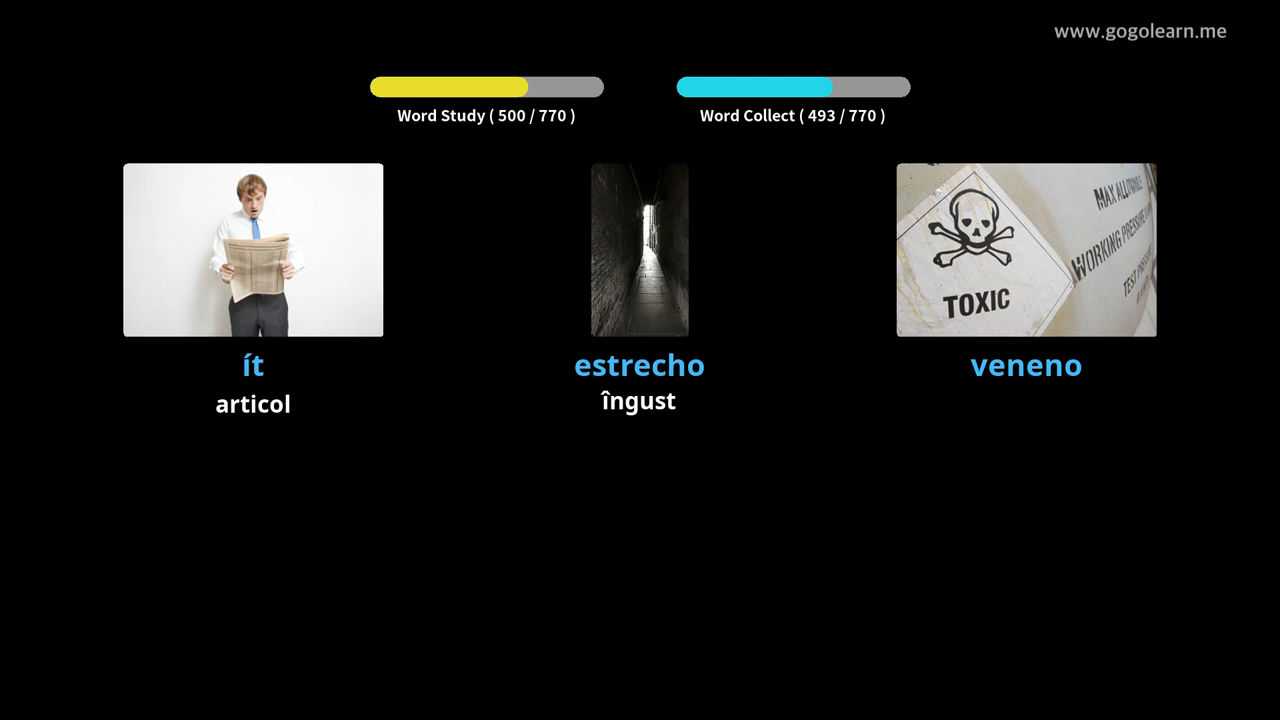 www.gogolearn.me
Word Study ( 500 / 770 )
Word Collect ( 493 / 770 )
TOXIC
MAX ALLOWABLE
WORKING PRESSURE
TEST
ít
estrecho
veneno
articol
îngust